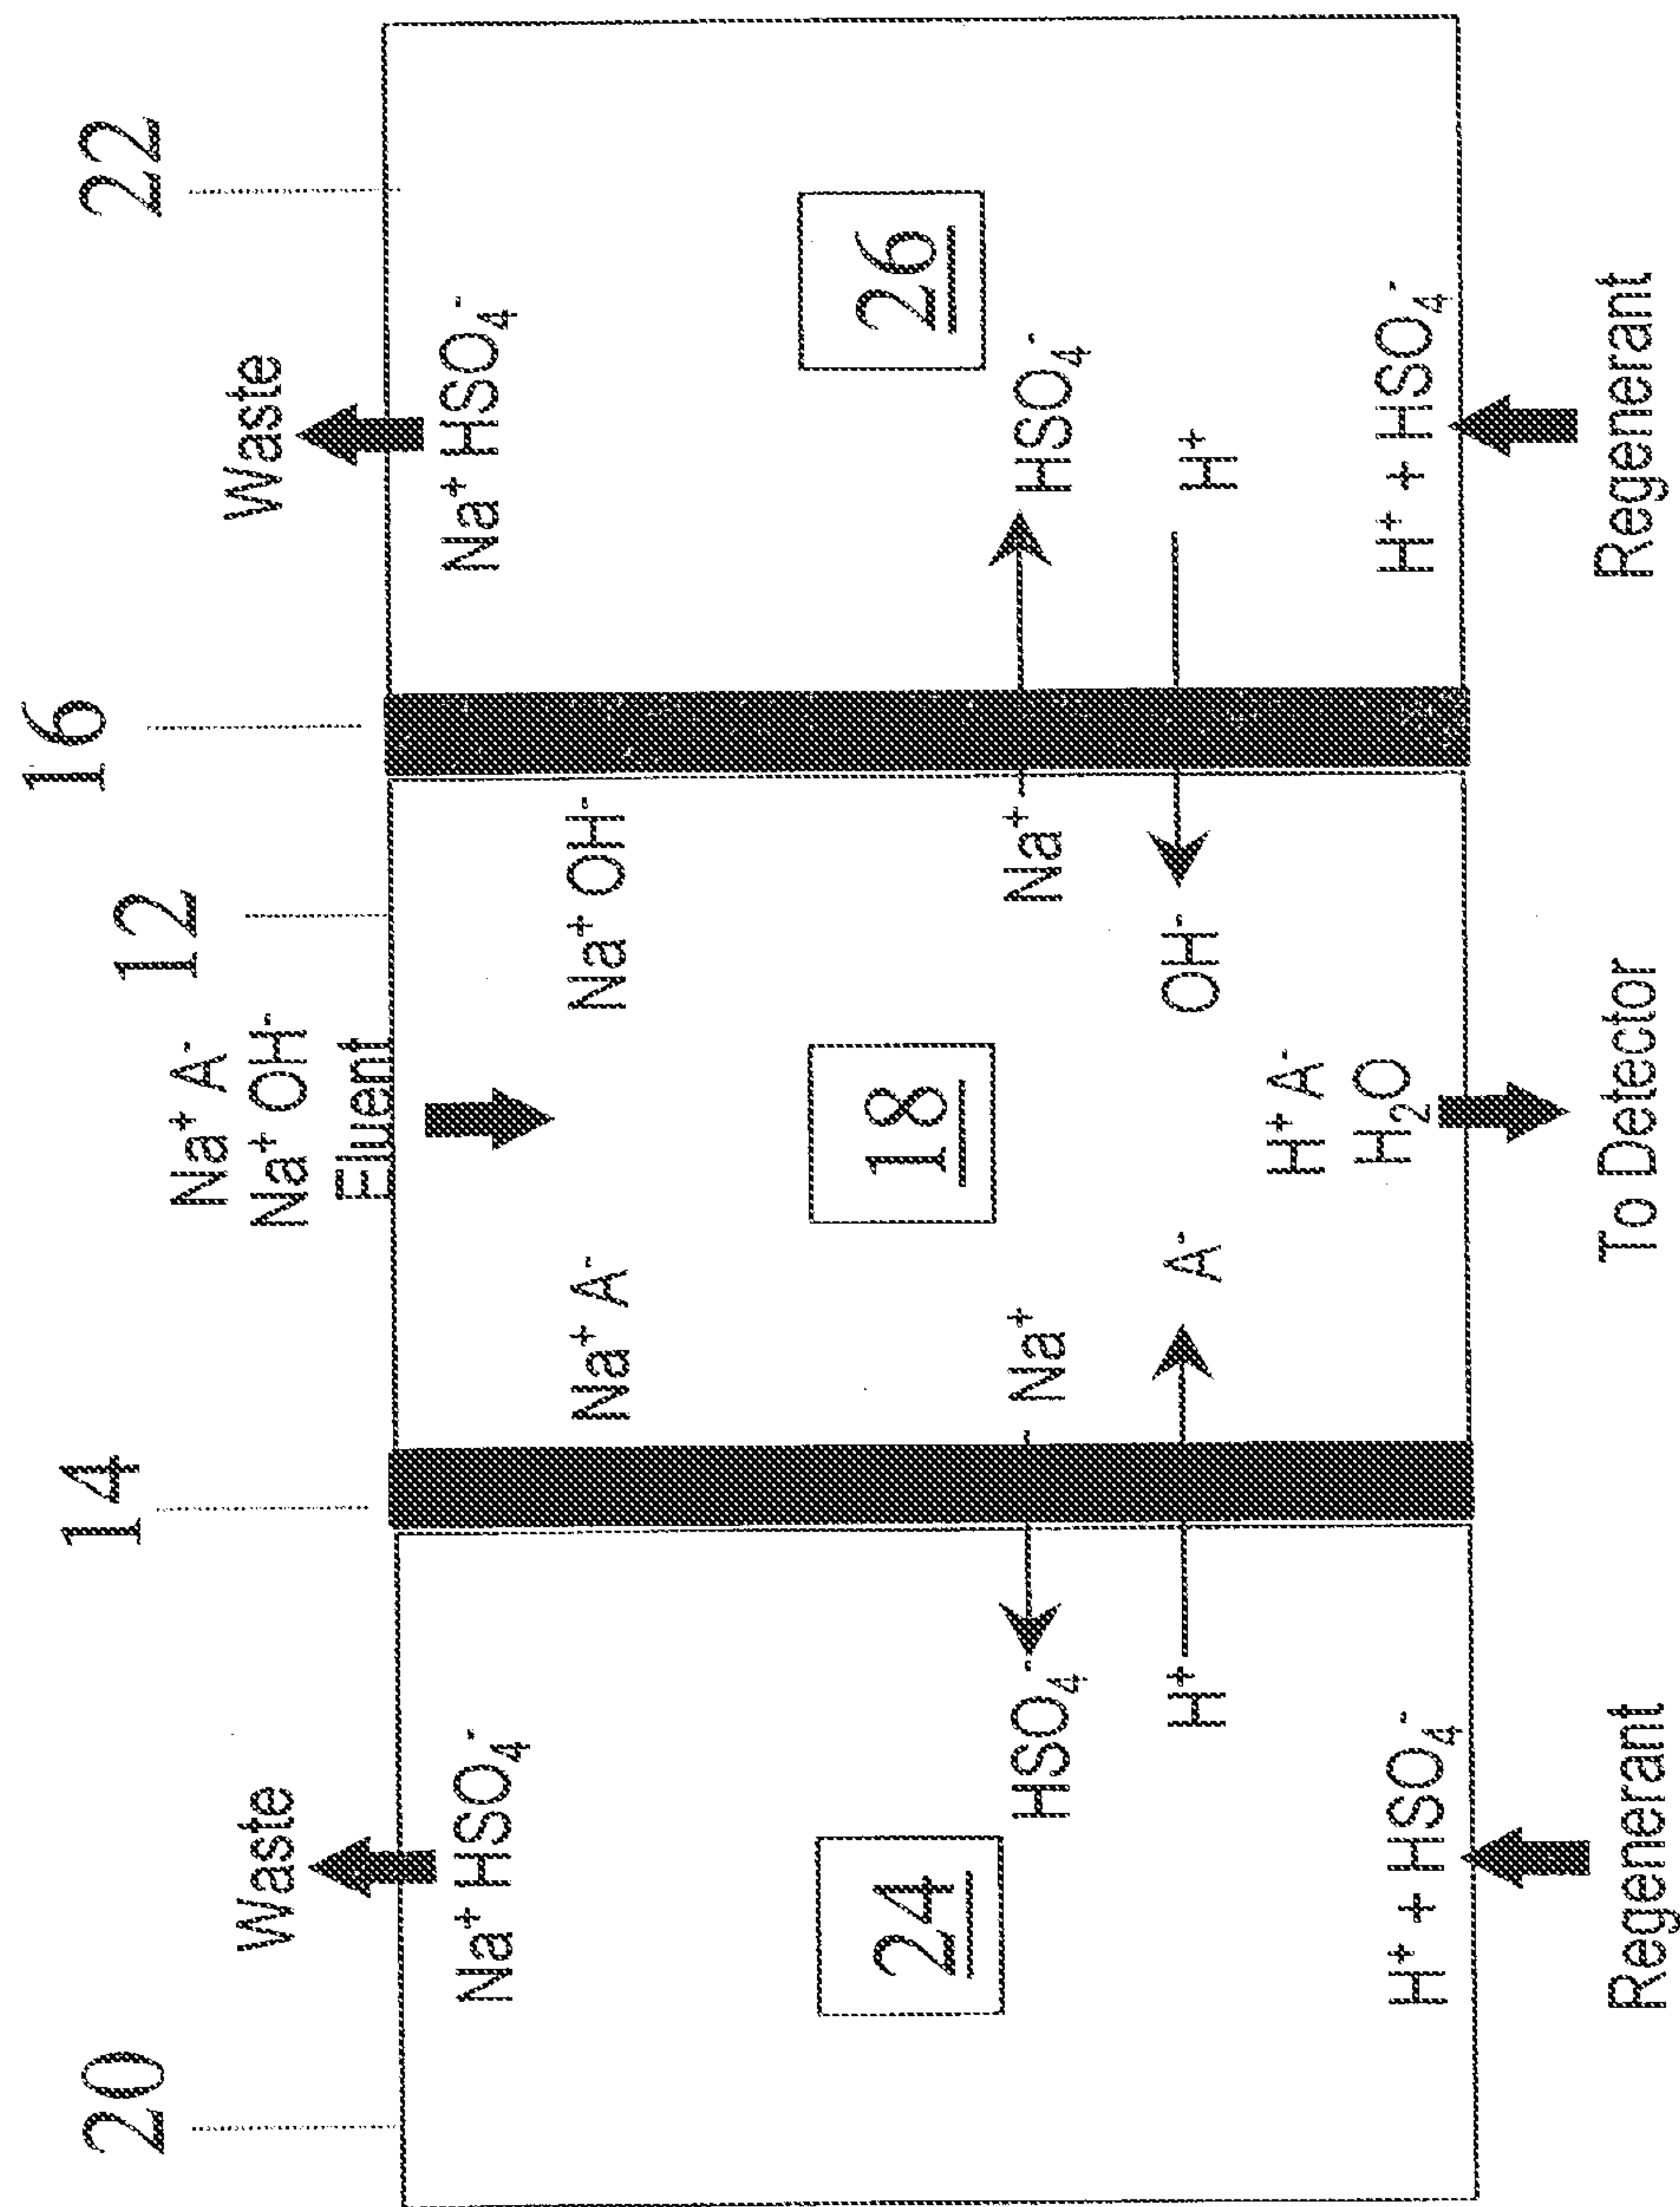 20 14 12 16 22
Na⁺ A⁻
Waste Na⁺ OH⁻ Waste
Eluent
Na⁺ HSO₄⁻ Na⁺ HSO₄⁻
Na⁺ A⁻ Na⁺ OH⁻
24 18 26
HSO₄⁻ Na⁺ Na⁺ HSO₄⁻
H⁺ A⁻ OH⁻ H⁺
H⁺ A⁻
H⁺ + HSO₄⁻ H₂O H⁺ + HSO₄⁻
Regenerant To Detector Regenerant